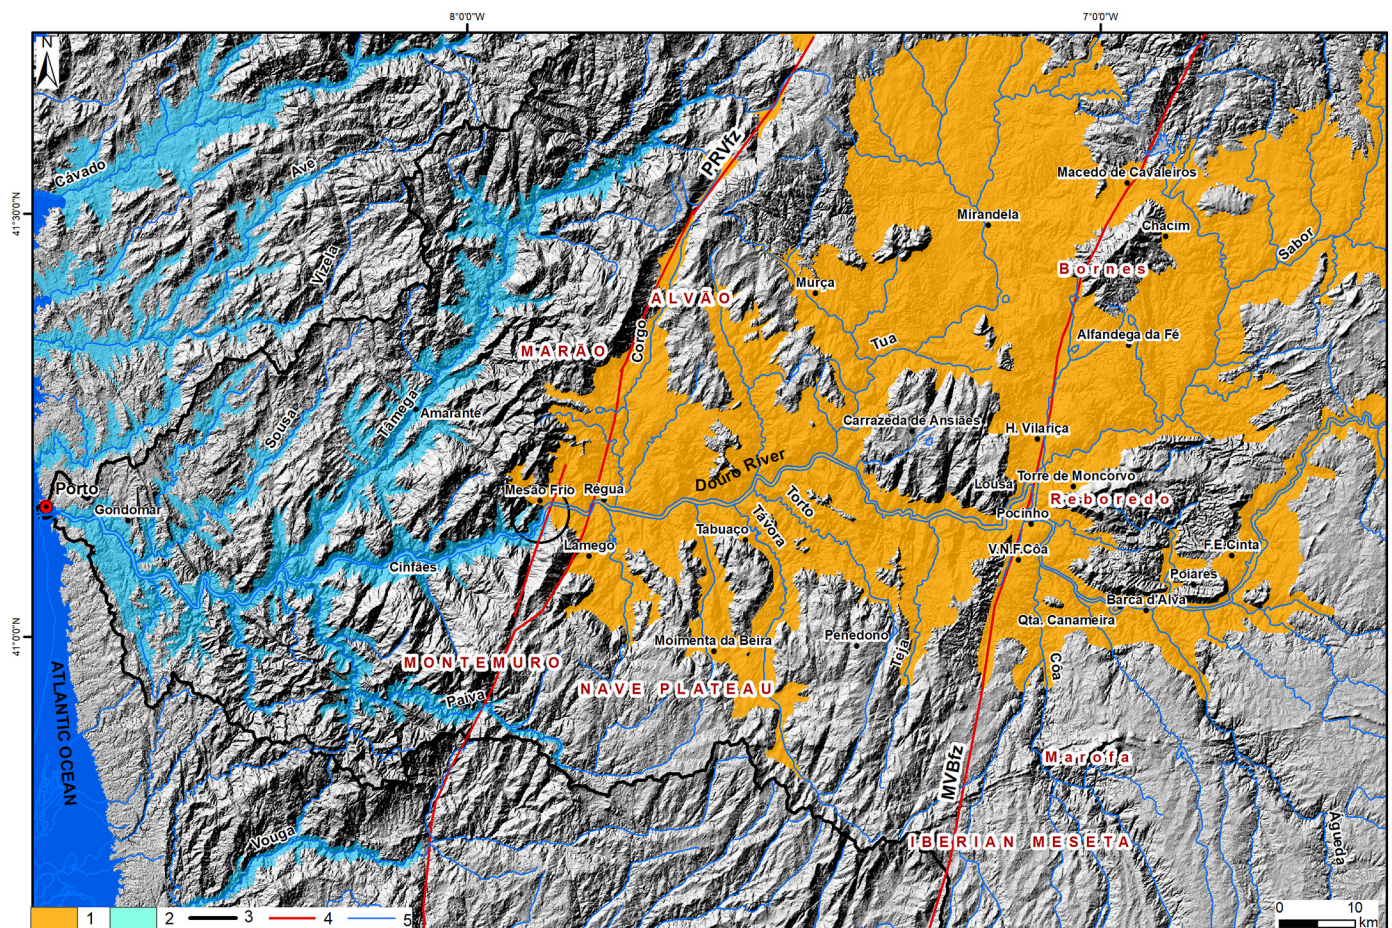 8°0'0"W
7°0'0"W
N
PRVfz
Cávado
Ave
Macedo de Cavaleiros
41°30'0"N
Mirandela
Chacim
Sabor
Vizela
Bornes
Murça
ALVÃO
Corgo
Tua
Alfandega da Fé
MARÃO
Tâmega
Amarante
Sousa
Carrazeda de Ansiães
H. Vilariça
Douro River
Torre de Moncorvo
Lousa
Porto
Mesão Frio
Régua
Reboredo
Gondomar
Torto
Pocinho
Távora
Tabuaço
Lamego
V.N.F.Côa
F.E.Cinta
Cinfães
Poiares
Barca d'Alva
Qta. Canameira
41°0'0"N
Moimenta da Beira
Penedono
Teja
Côa
MONTEMURO
NAVE PLATEAU
Paiva
ATLANTIC OCEAN
MVBfz
Marofa
Vouga
IBERIAN MESETA
Agueda
1 2 3 4 5
0 10
km